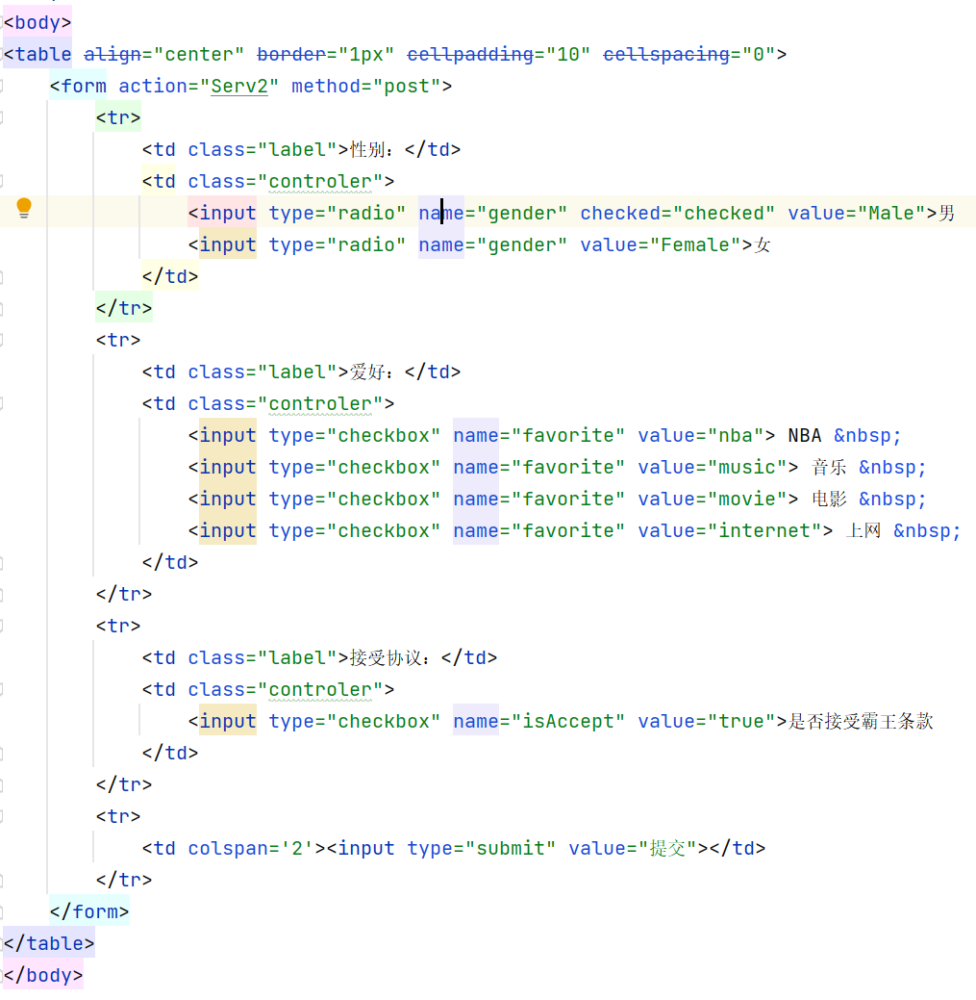 <body>
<table align="center" border="1px" cellpadding="10" cellspacing="0">
<form action="Serv2" method="post">
<tr>
<td class="label">性别：</td>
<td class="controler">
<input type="radio" name="gender" checked="checked" value="Male">男
<input type="radio" name="gender" value="Female">女
</td>
</tr>
<tr>
<td class="label">爱好：</td>
<td class="controler">
<input type="checkbox" name="favorite" value="nba"> NBA &nbsp;
<input type="checkbox" name="favorite" value="music"> 音乐 &nbsp;
<input type="checkbox" name="favorite" value="movie"> 电影 &nbsp;
<input type="checkbox" name="favorite" value="internet"> 上网 &nbsp;
</td>
</tr>
<tr>
<td class="label">接受协议：</td>
<td class="controler">
<input type="checkbox" name="isAccept" value="true">是否接受霸王条款
</td>
</tr>
<tr>
<td colspan='2'><input type="submit" value="提交"></td>
</tr>
</form>
</table>
</body>